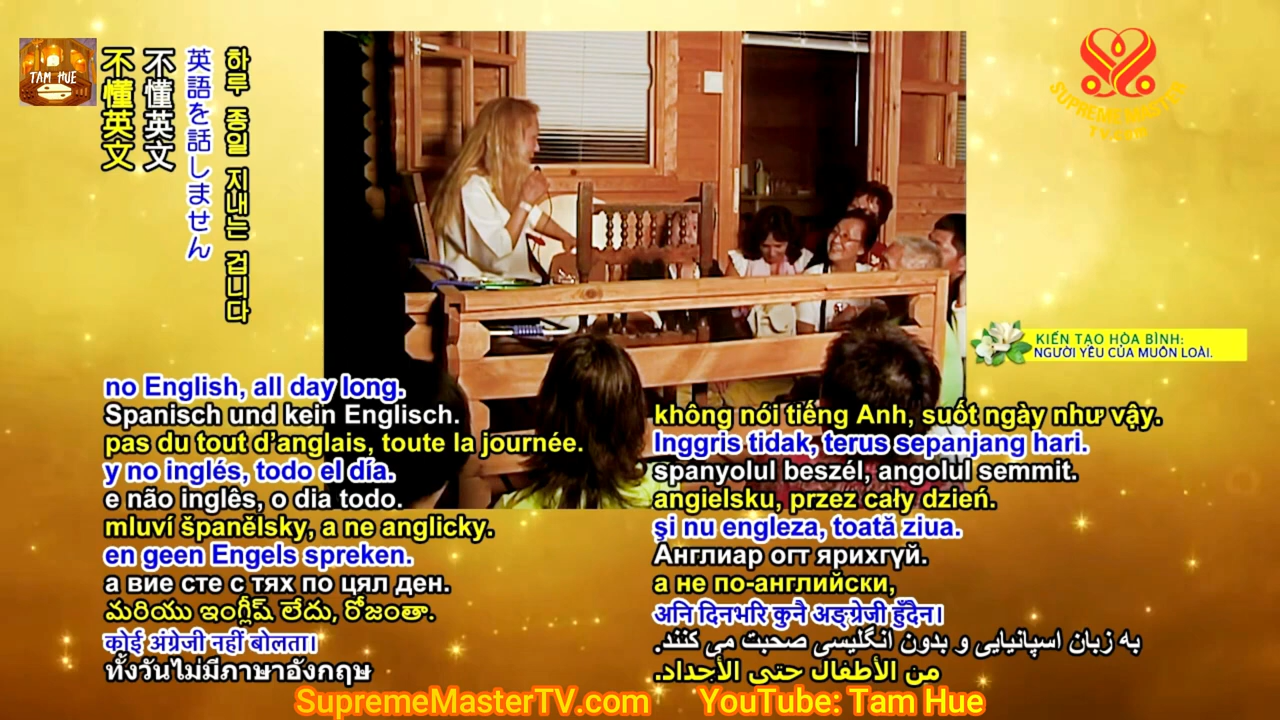 TAM HUE
不懂英文
不懂英文
英語を話しません
하루 종일 지내는 겁니다
SUPREME MASTER
TV.COM
KIẾN TẠO HÒA BÌNH:
NGƯỜI YÊU CỦA MUÔN LOÀI.
no English, all day long.
Spanisch und kein Englisch.
pas du tout d’anglais, toute la journée.
y no inglés, todo el día.
e não inglês, o dia todo.
mluví španělsky, a ne anglicky.
en geen Engels spreken.
а вие сте с тях по цял ден.
మరియు ఇంగ్లీష్ లేదు, రోజంతా.
कोई अंग्रेजी नहीं बोलता।
ทั้งวันไม่มีภาษาอังกฤษ
không nói tiếng Anh, suốt ngày như vậy.
Inggris tidak, terus sepanjang hari.
spanyolul beszél, angolul semmit.
angielsku, przez cały dzień.
şi nu engleza, toată ziua.
Англиар огт ярихгүй.
а не по-английски,
अनि दिनभरि कुनै अङ्ग्रेजी हुँदैन।
به زبان اسپانیایی و بدون انگلیسی صحبت می کنند.
من الأطفال حتى الأجداد.
SupremeMasterTV.com YouTube: Tam Hue